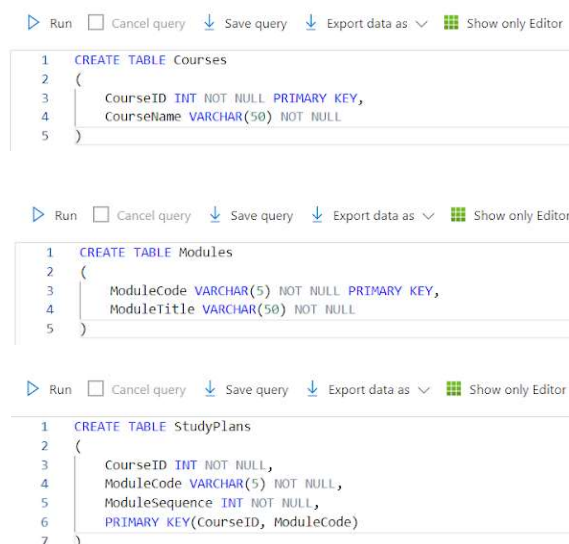 Run Cancel query Save query Export data as Show only Editor
1 CREATE TABLE Courses
2 (
3 CourseID INT NOT NULL PRIMARY KEY,
4 CourseName VARCHAR(50) NOT NULL
5 )
Run Cancel query Save query Export data as Show only Editor
1 CREATE TABLE Modules
2 (
3 ModuleCode VARCHAR(5) NOT NULL PRIMARY KEY,
4 ModuleTitle VARCHAR(50) NOT NULL
5 )
Run Cancel query Save query Export data as Show only Editor
1 CREATE TABLE StudyPlans
2 (
3 CourseID INT NOT NULL,
4 ModuleCode VARCHAR(5) NOT NULL,
5 ModuleSequence INT NOT NULL,
6 PRIMARY KEY(CourseID, ModuleCode)
7 )